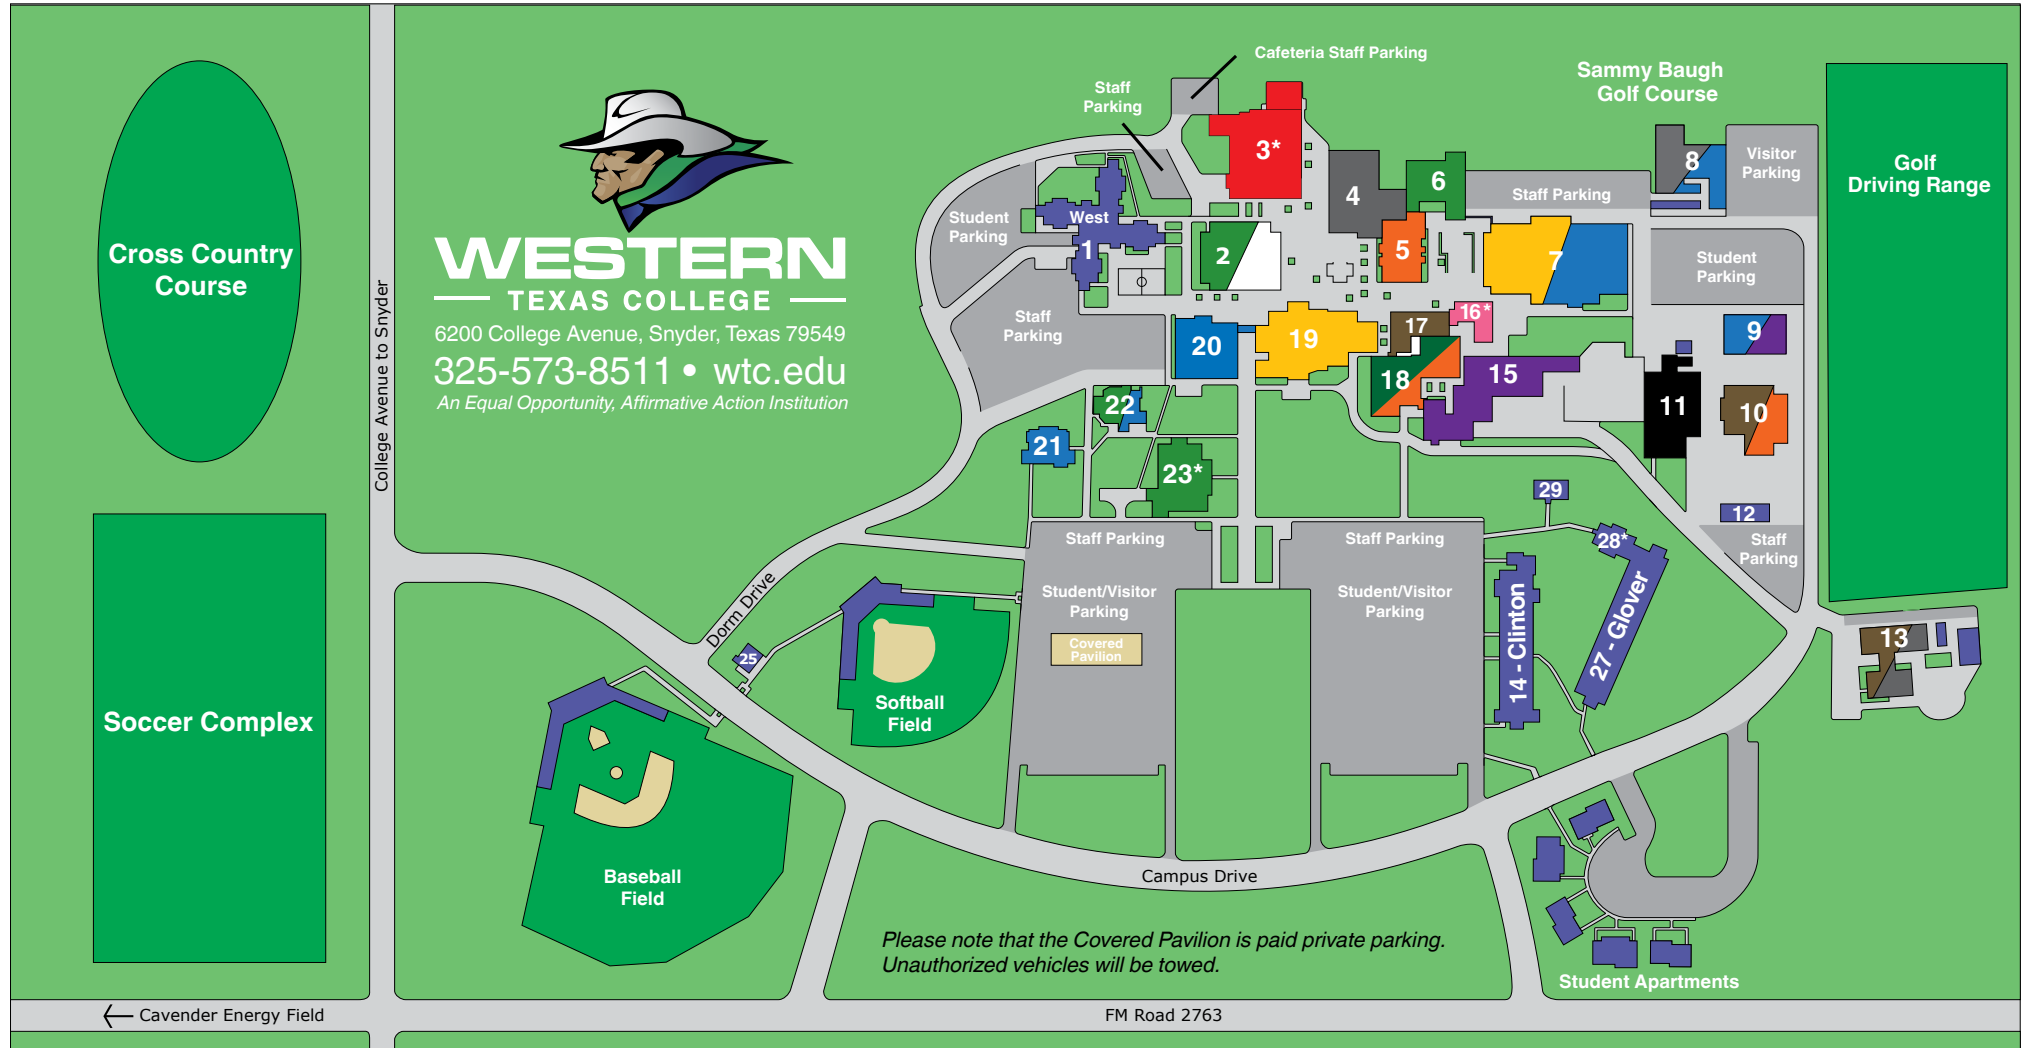 Cafeteria Staff Parking
Staff
Parking
Sammy Baugh
Golf Course
3*
4
6
8
Visitor
Parking
Golf
Driving Range
Staff Parking
Student
Parking
West
1
2
5
7
Student
Parking
Cross Country
Course
College Avenue to Snyder
WESTERN
TEXAS COLLEGE
6200 College Avenue, Snyder, Texas 79549
325-573-8511 • wtc.edu
An Equal Opportunity, Affirmative Action Institution
Staff
Parking
20
19
17
16*
9
18
15
11
10
22
21
23*
29
12
28*
Staff
Parking
Staff Parking
Staff Parking
Student/Visitor
Parking
Student/Visitor
Parking
Covered
Pavilion
14 - Clinton
27 - Glover
13
Dorm Drive
25
Softball
Field
Soccer Complex
Baseball
Field
Campus Drive
Please note that the Covered Pavilion is paid private parking.
Unauthorized vehicles will be towed.
Student Apartments
← Cavender Energy Field
FM Road 2763